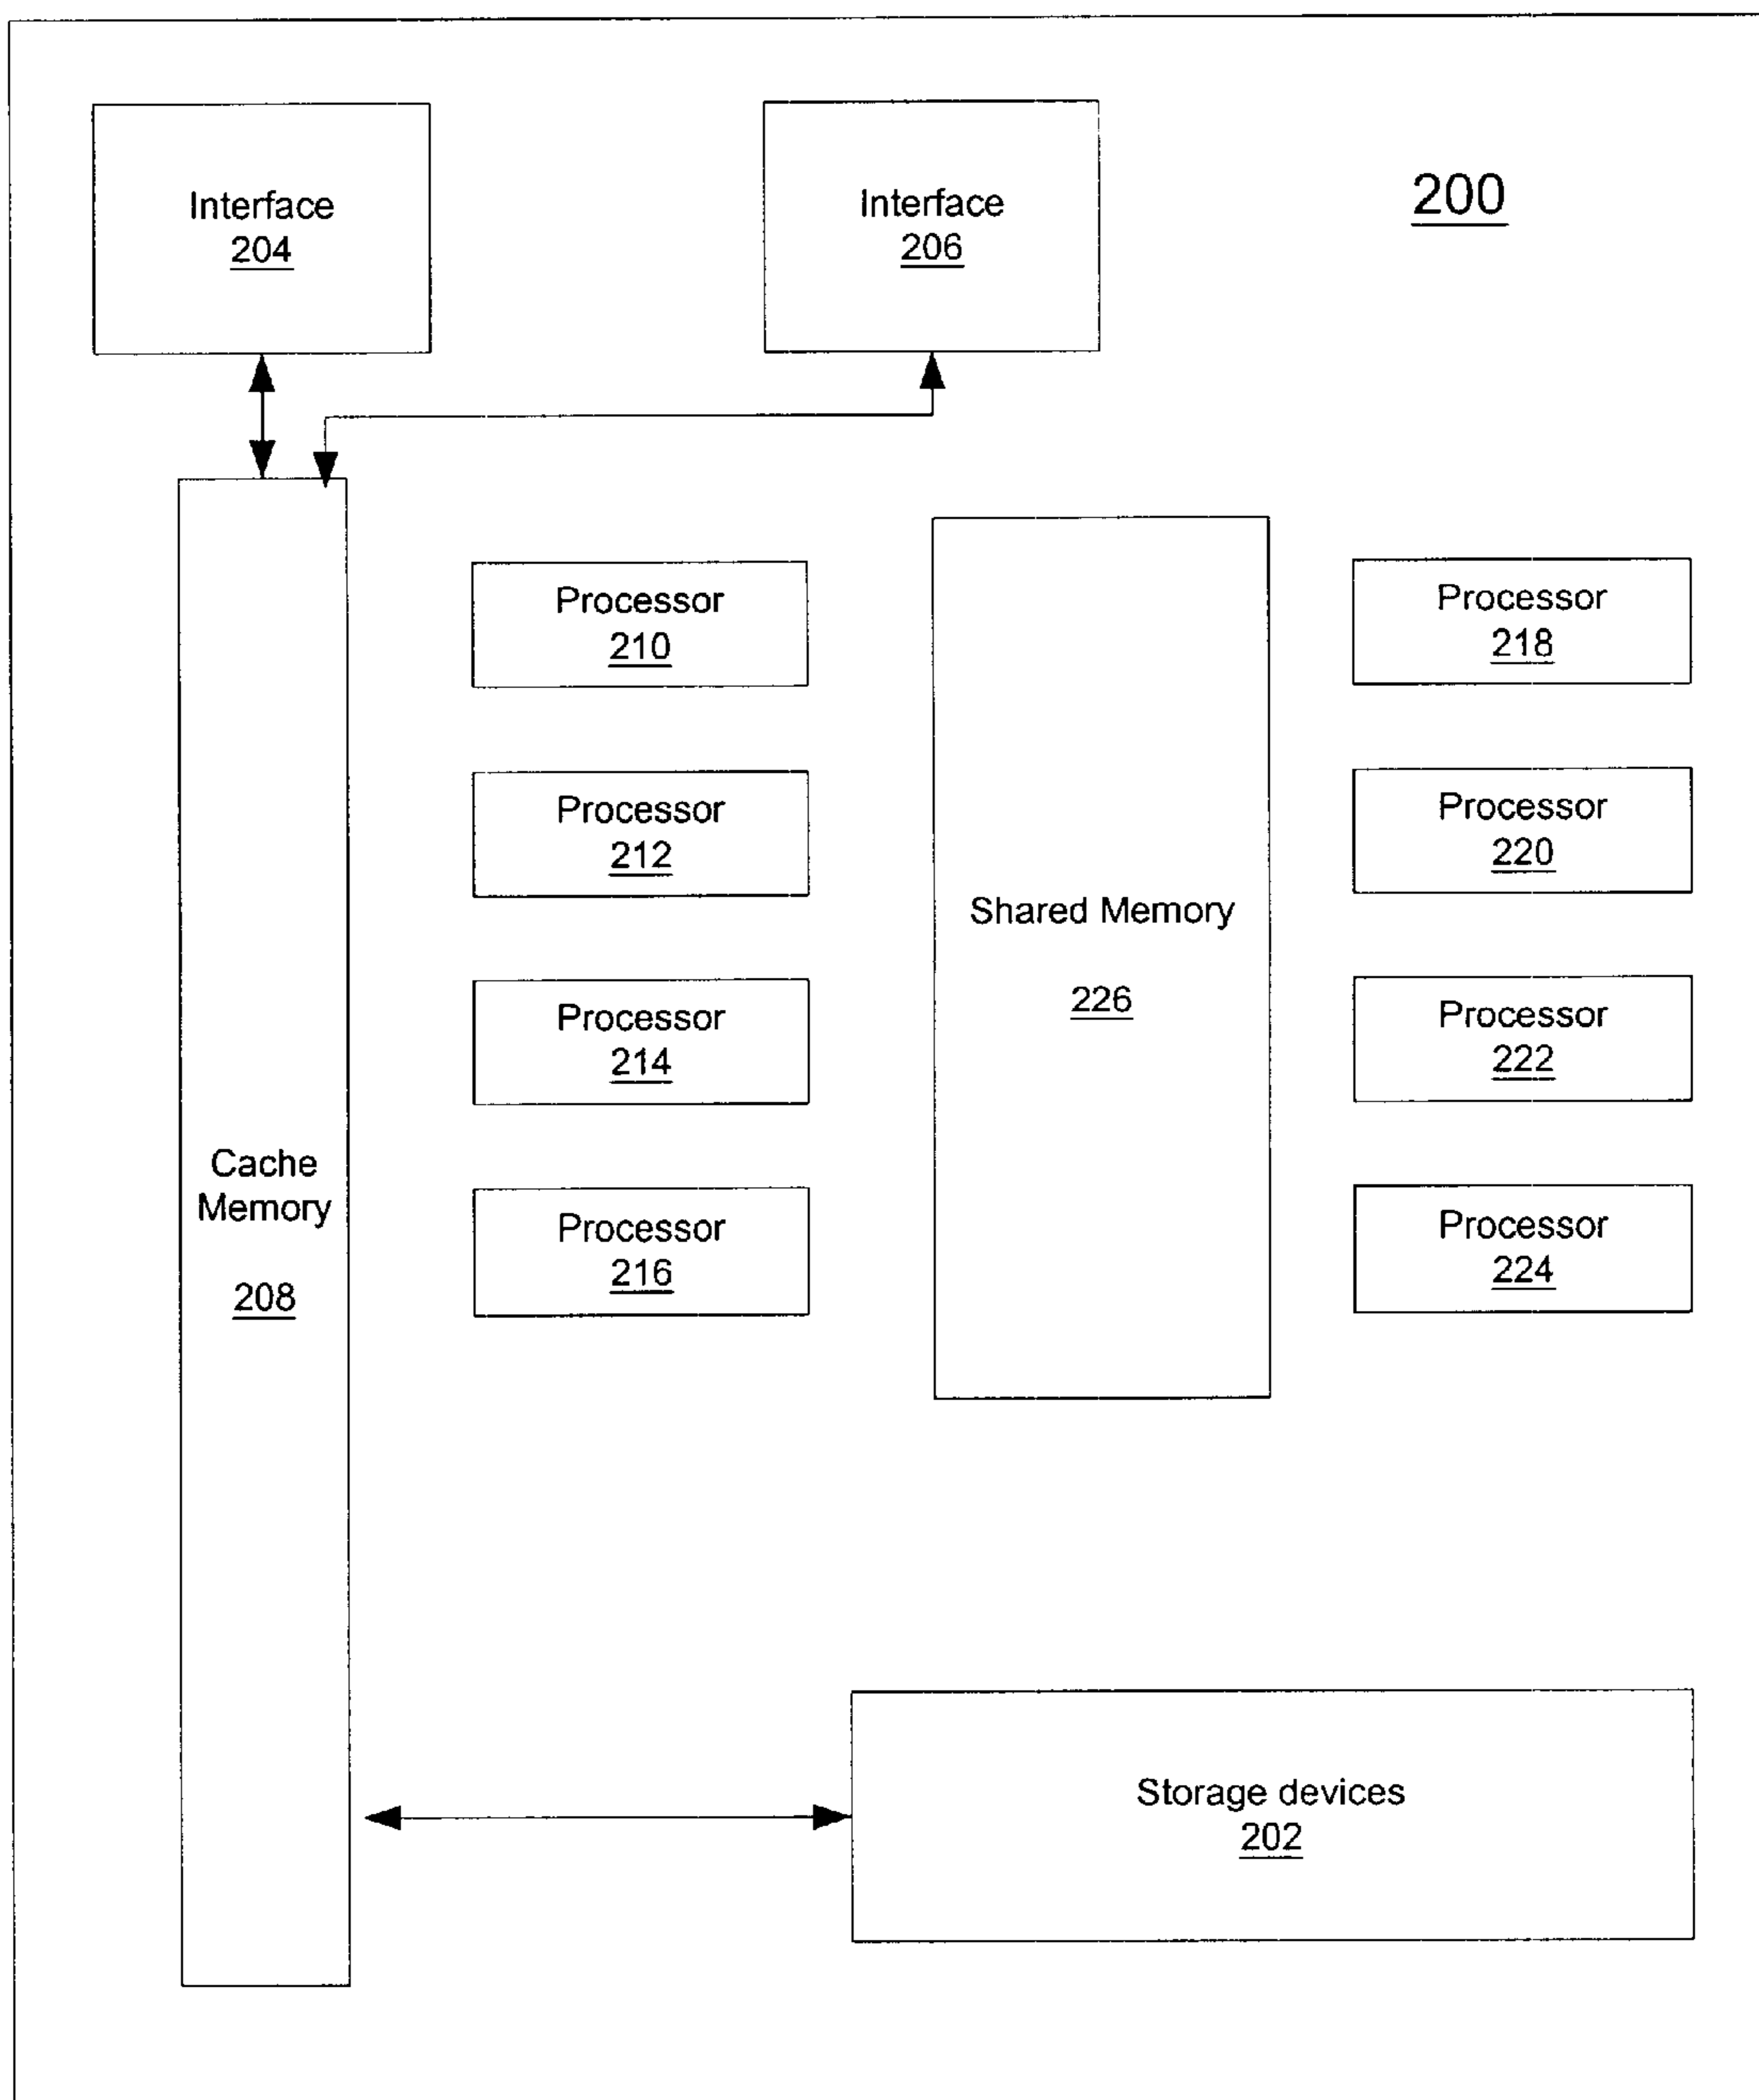 Interface
204
Interface
206
200
Processor
210
Processor
218
Processor
212
Processor
220
Shared Memory
226
Processor
214
Processor
222
Cache
Memory
208
Processor
216
Processor
224
Storage devices
202